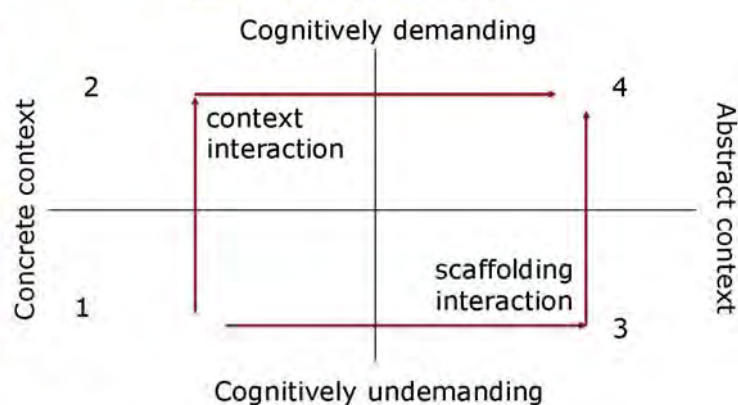 Cognitively demanding
2
4
context
interaction
Concrete context
Abstract context
scaffolding
interaction
1
3
Cognitively undemanding